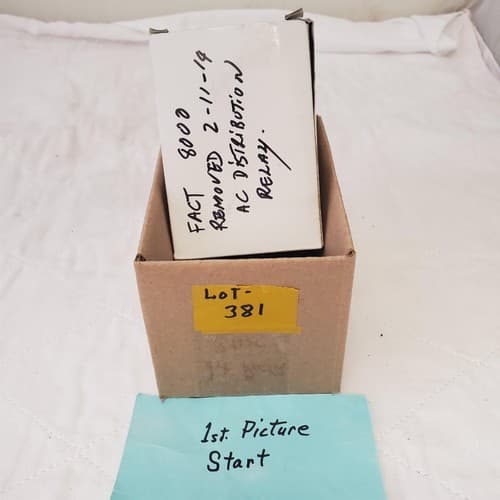 FACT 8000
REMOVED 2-11-14
AC DISTRIBUTION
RELAY.
LOT-
381
1st. Picture
Start